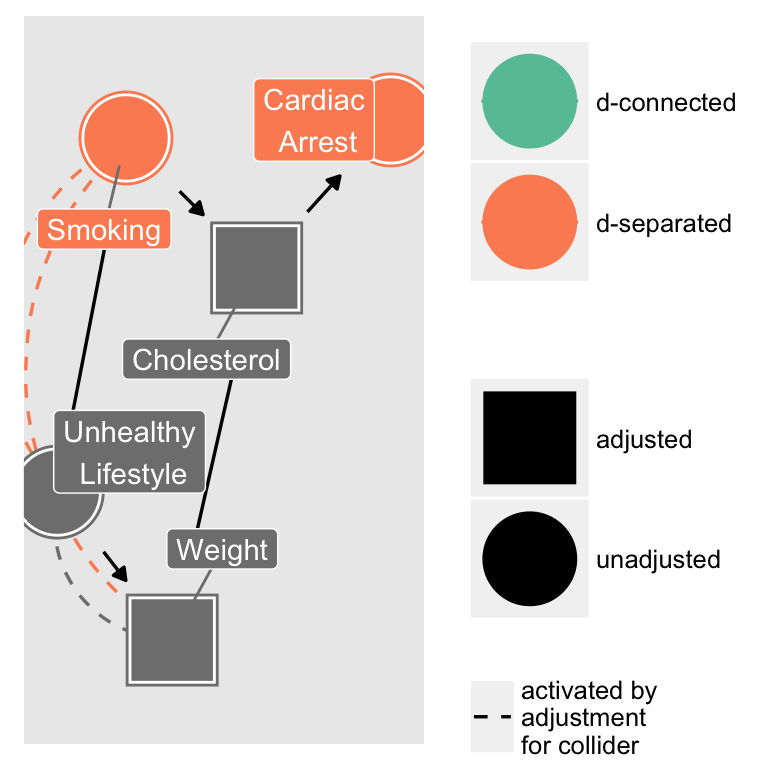 Cardiac
Arrest
Smoking
Cholesterol
Unhealthy
Lifestyle
Weight
d-connected
d-separated
adjusted
unadjusted
activated by
adjustment
for collider